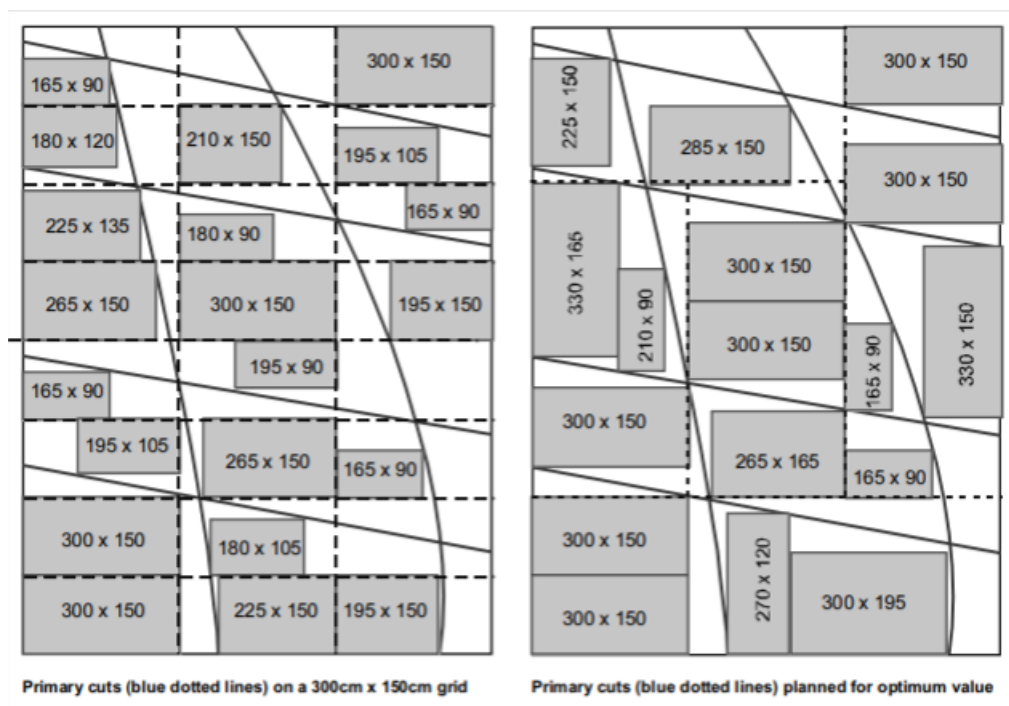 300 x 150
165 x 90
180 x 120
210 x 150
195 x 105
165 x 90
225 x 135
180 x 90
265 x 150
300 x 150
195 x 150
195 x 90
165 x 90
195 x 105
265 x 150
165 x 90
300 x 150
180 x 105
300 x 150
225 x 150
195 x 150
Primary cuts (blue dotted lines) on a 300cm x 150cm grid
300 x 150
225 x 150
285 x 150
300 x 150
330 x 165
300 x 150
210 x 90
300 x 150
165 x 90
330 x 150
300 x 150
265 x 165
165 x 90
300 x 150
270 x 120
300 x 195
300 x 150
Primary cuts (blue dotted lines) planned for optimum value